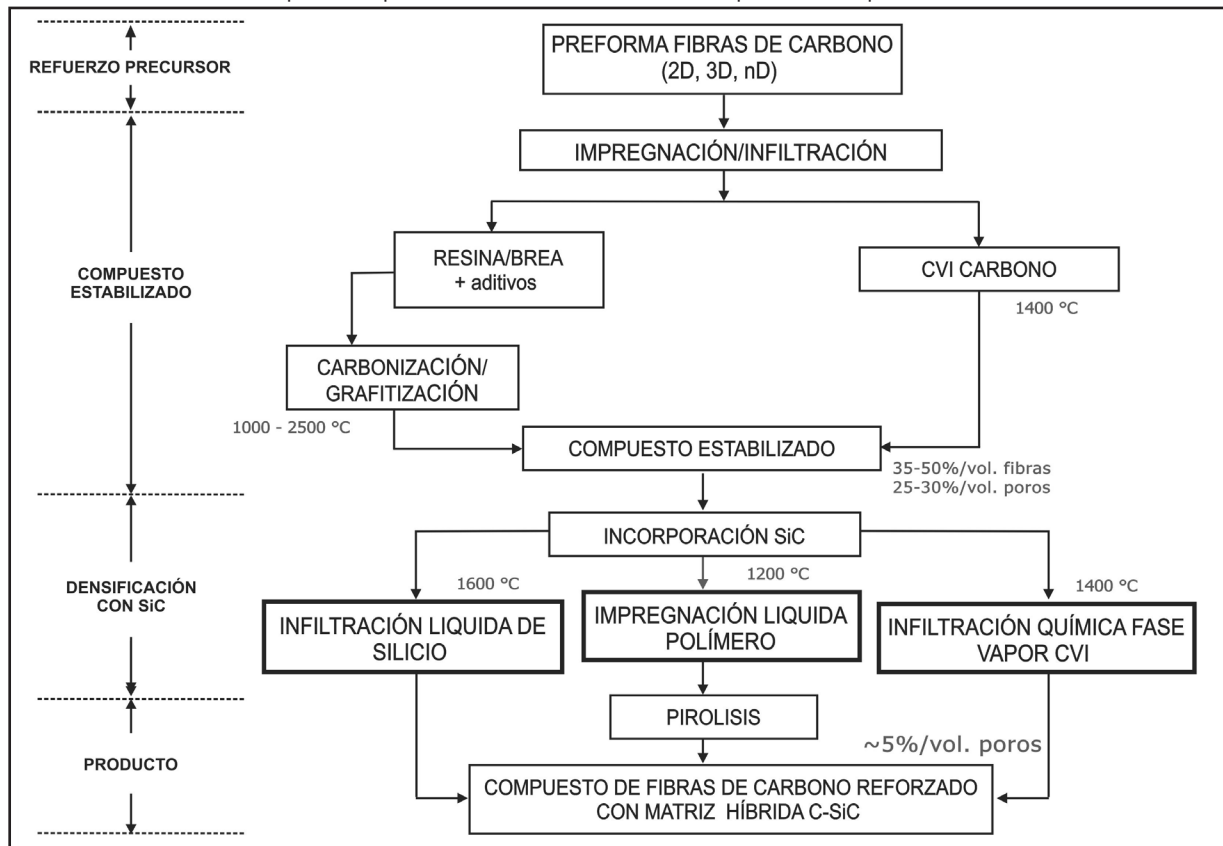 REFUERZO PRECURSOR
PREFORMA FIBRAS DE CARBONO
(2D, 3D, nD)
IMPREGNACIÓN/INFILTRACIÓN
COMPUESTO
ESTABILIZADO
RESINA/BREA
+ aditivos
CVI CARBONO
1400 °C
CARBONIZACIÓN/
GRAFITIZACIÓN
1000 - 2500 °C
COMPUESTO ESTABILIZADO
35-50%/vol. fibras
25-30%/vol. poros
DENSIFICACIÓN
CON SiC
INCORPORACIÓN SiC
1600 °C
1200 °C
1400 °C
INFILTRACIÓN LIQUIDA DE
SILICIO
IMPREGNACIÓN LIQUIDA
POLÍMERO
INFILTRACIÓN QUÍMICA FASE
VAPOR CVI
PIROLISIS
~5%/vol. poros
PRODUCTO
COMPUESTO DE FIBRAS DE CARBONO REFORZADO
CON MATRIZ HÍBRIDA C-SiC